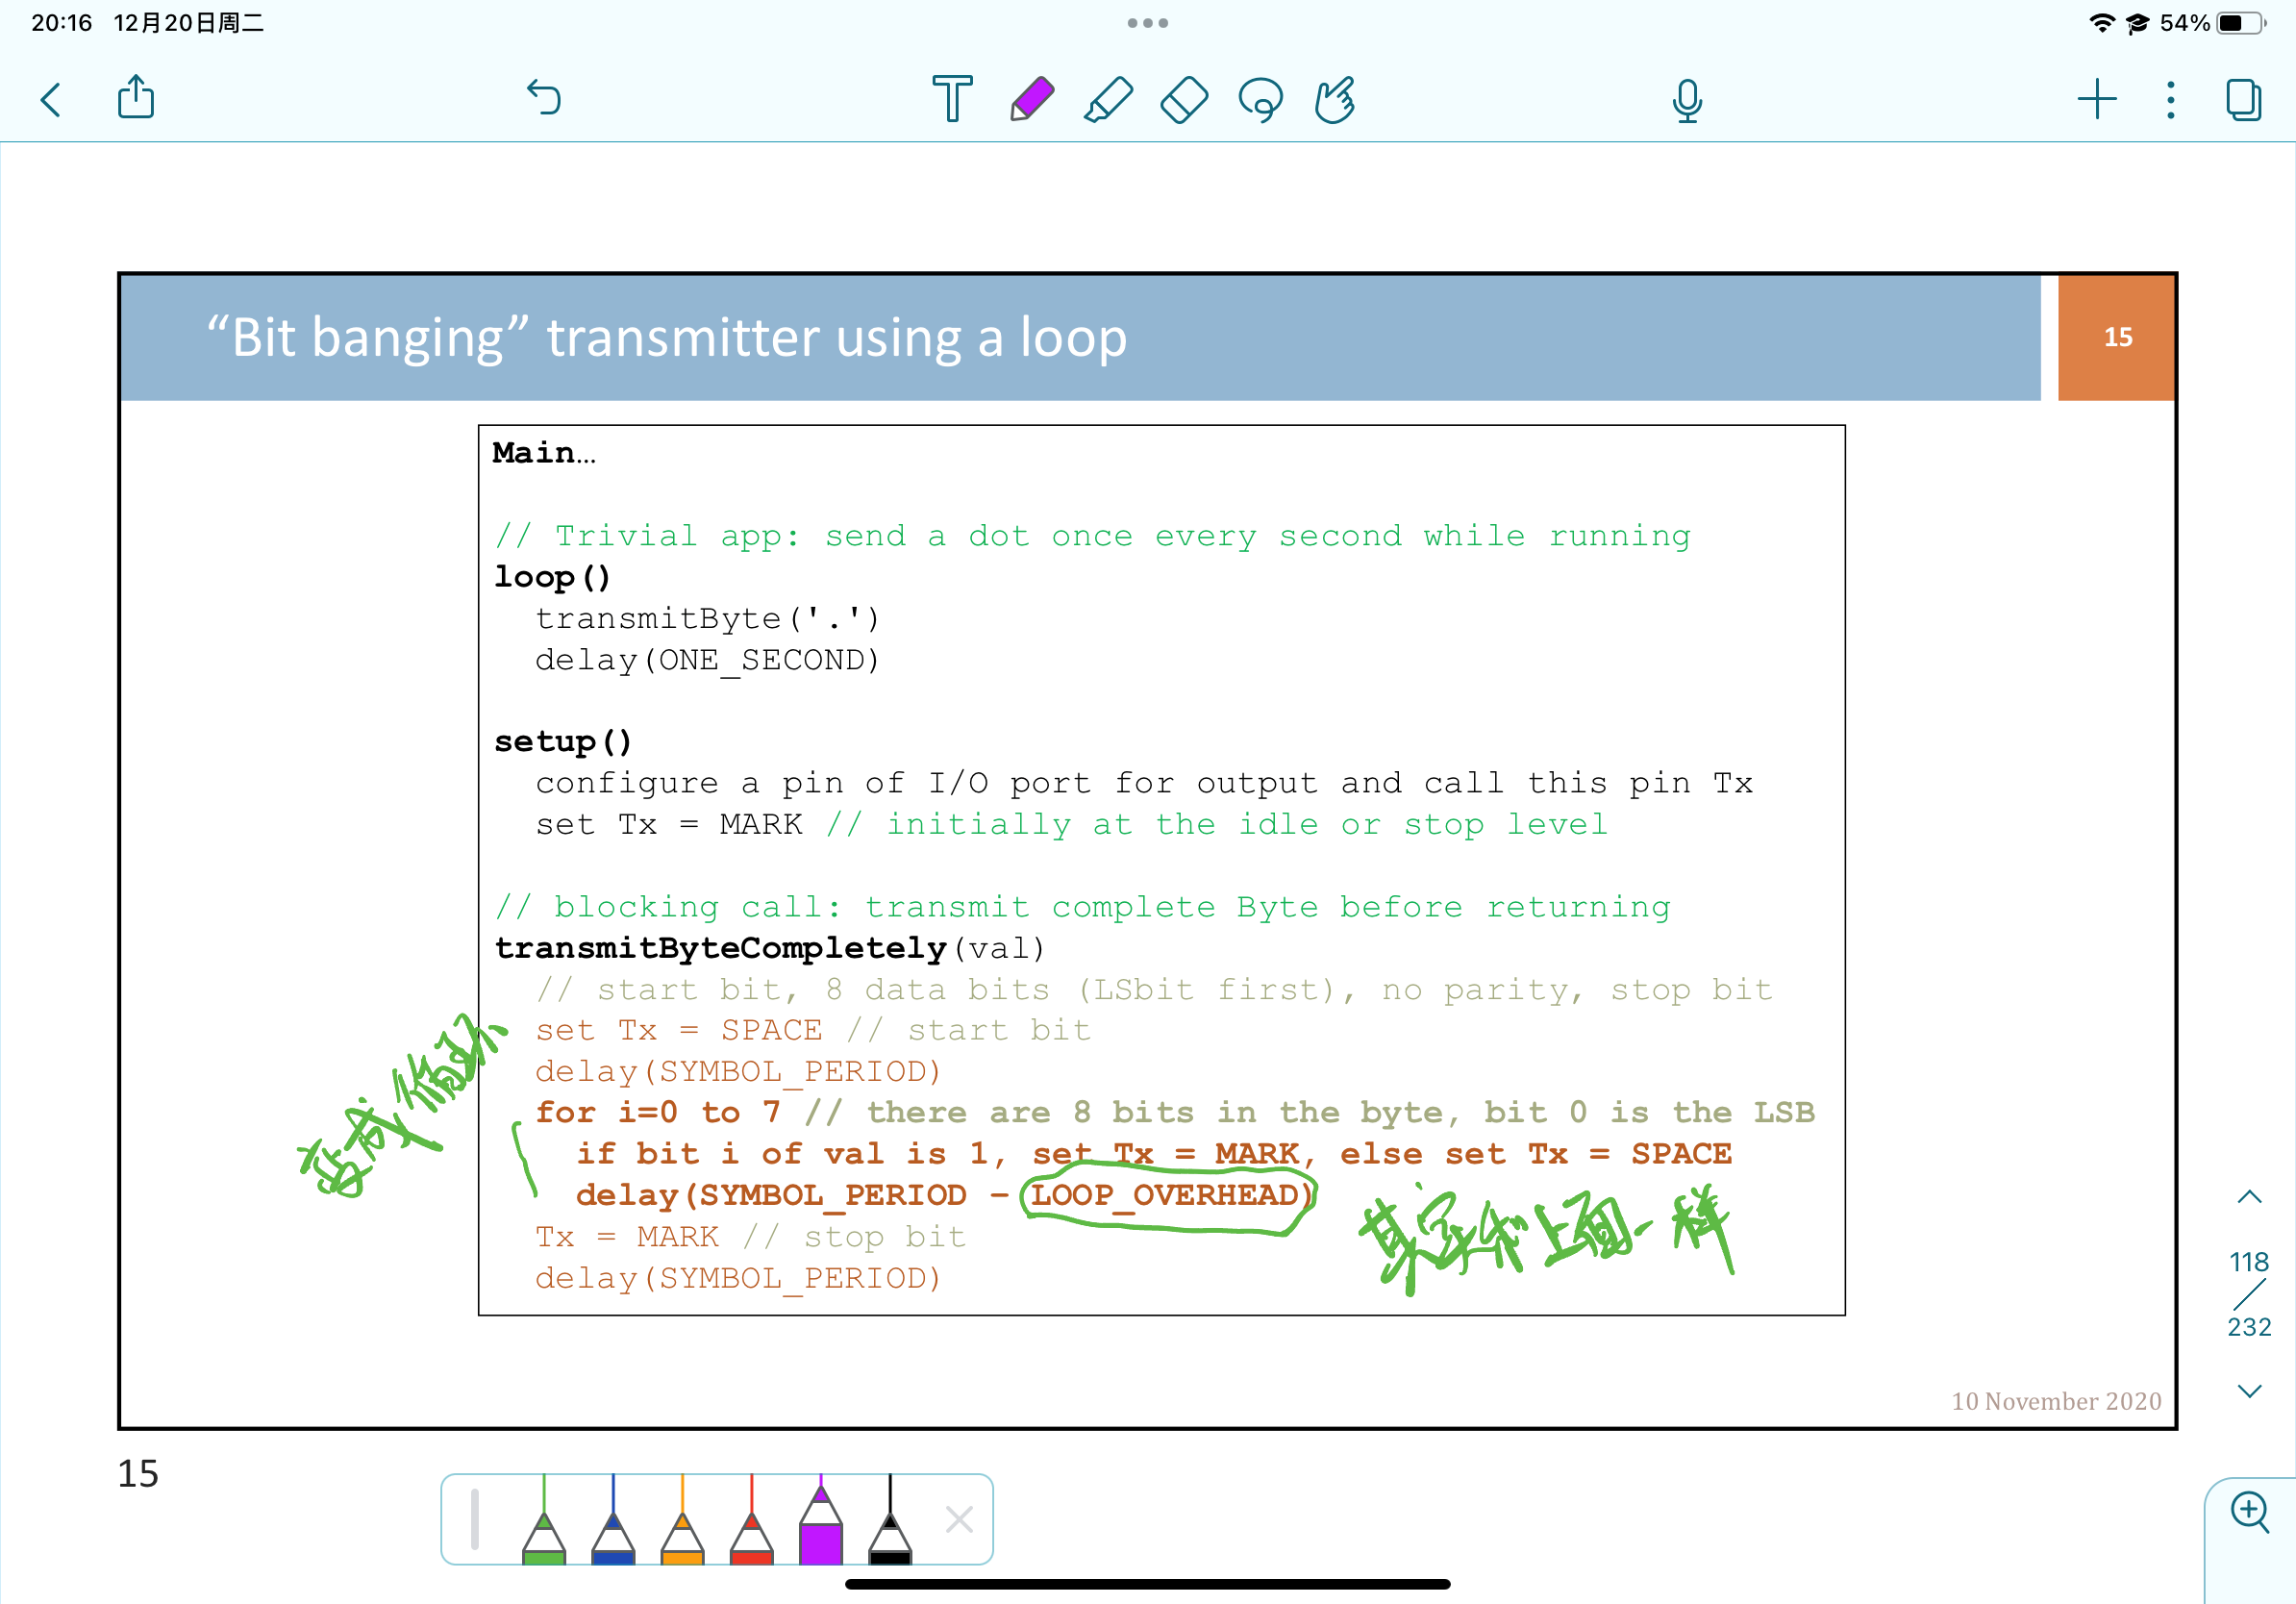 20:16 12月20日周二
54%
“Bit banging” transmitter using a loop
15
Main…
// Trivial app: send a dot once every second while running
loop()
transmitByte('.')
delay(ONE_SECOND)
setup()
configure a pin of I/O port for output and call this pin Tx
set Tx = MARK // initially at the idle or stop level
// blocking call: transmit complete Byte before returning
transmitByteCompletely(val)
// start bit, 8 data bits (LSbit first), no parity, stop bit
set Tx = SPACE // start bit
delay(SYMBOL_PERIOD)
for i=0 to 7 // there are 8 bits in the byte, bit 0 is the LSB
if bit i of val is 1, set Tx = MARK, else set Tx = SPACE
delay(SYMBOL_PERIOD - LOOP_OVERHEAD)
Tx = MARK // stop bit
delay(SYMBOL_PERIOD)
换成循环
其它和上图一样
118
232
10 November 2020
15